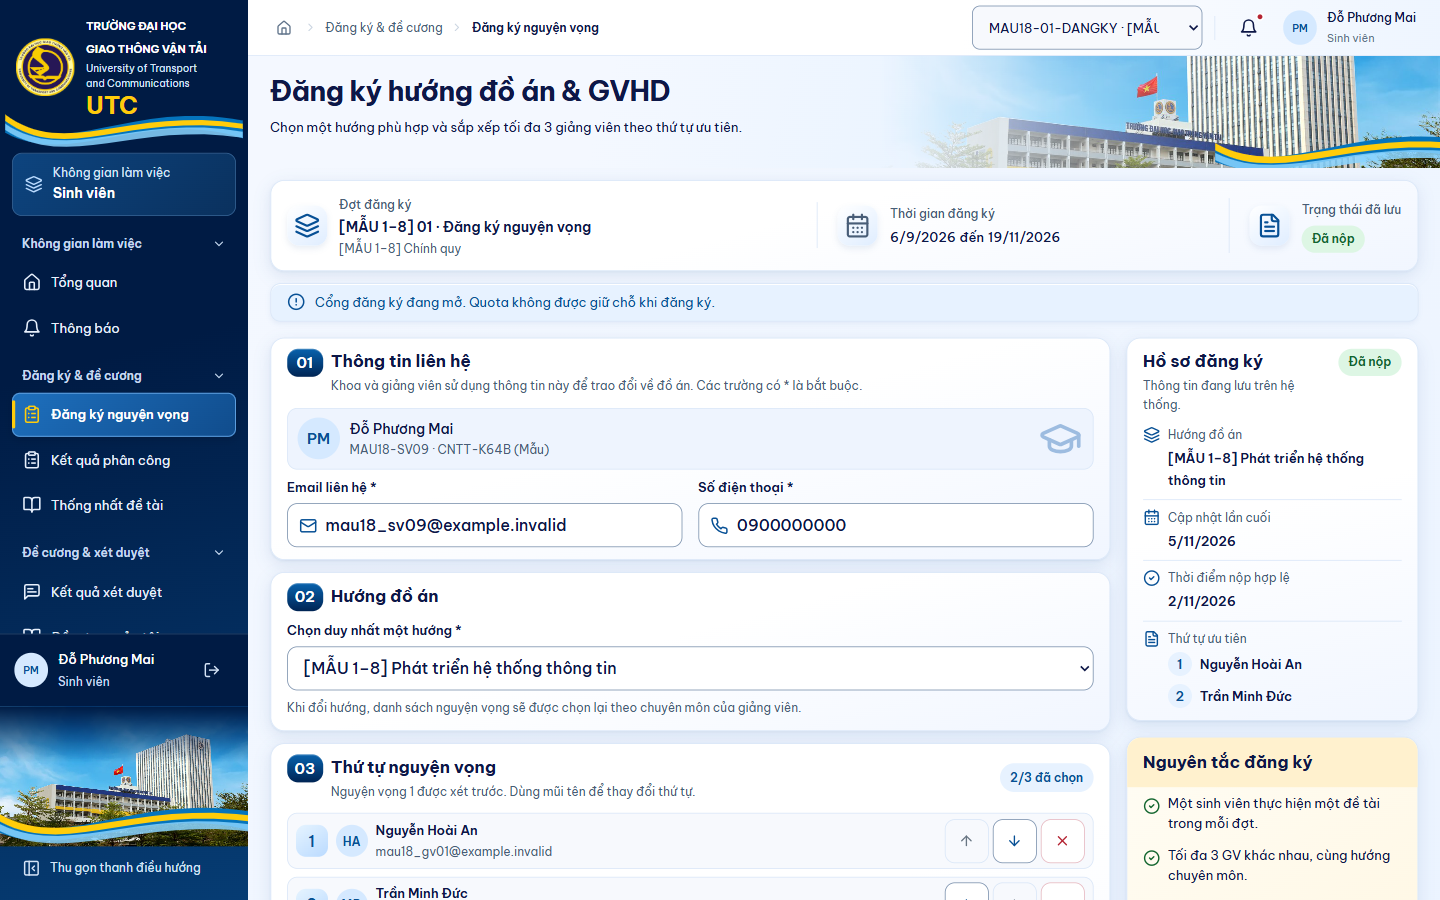 TRƯỜNG ĐẠI HỌC
GIAO THÔNG VẬN TẢI
University of Transport
and Communications
UTC
Không gian làm việc
Sinh viên
Không gian làm việc
Tổng quan
Thông báo
Đăng ký & đề cương
Đăng ký nguyện vọng
Kết quả phân công
Thống nhất đề tài
Đề cương & xét duyệt
Kết quả xét duyệt
PM
Đỗ Phương Mai
Sinh viên
Thu gọn thanh điều hướng
Đăng ký & đề cương
Đăng ký nguyện vọng
MAU18-01-DANGKY · [MẪU
PM
Đỗ Phương Mai
Sinh viên
Đăng ký hướng đồ án & GVHD
Chọn một hướng phù hợp và sắp xếp tối đa 3 giảng viên theo thứ tự ưu tiên.
Đợt đăng ký
[MẪU 1-8] 01 · Đăng ký nguyện vọng
[MẪU 1-8] Chính quy
Thời gian đăng ký
6/9/2026 đến 19/11/2026
Trạng thái đã lưu
Đã nộp
Cổng đăng ký đang mở. Quota không được giữ chỗ khi đăng ký.
01 Thông tin liên hệ
Khoa và giảng viên sử dụng thông tin này để trao đổi về đồ án. Các trường có * là bắt buộc.
PM
Đỗ Phương Mai
MAU18-SV09 · CNTT-K64B (Mẫu)
Email liên hệ *
mau18_sv09@example.invalid
Số điện thoại *
0900000000
02 Hướng đồ án
Chọn duy nhất một hướng *
[MẪU 1-8] Phát triển hệ thống thông tin
Khi đổi hướng, danh sách nguyện vọng sẽ được chọn lại theo chuyên môn của giảng viên.
03 Thứ tự nguyện vọng
Nguyện vọng 1 được xét trước. Dùng mũi tên để thay đổi thứ tự.
2/3 đã chọn
1
HA
Nguyễn Hoài An
mau18_gv01@example.invalid
Trần Minh Đức
Hồ sơ đăng ký
Đã nộp
Thông tin đang lưu trên hệ
thống.
Hướng đồ án
[MẪU 1-8] Phát triển hệ thống
thông tin
Cập nhật lần cuối
5/11/2026
Thời điểm nộp hợp lệ
2/11/2026
Thứ tự ưu tiên
1 Nguyễn Hoài An
2 Trần Minh Đức
Nguyên tắc đăng ký
Một sinh viên thực hiện một đề tài
trong mỗi đợt.
Tối đa 3 GV khác nhau, cùng hướng
chuyên môn.